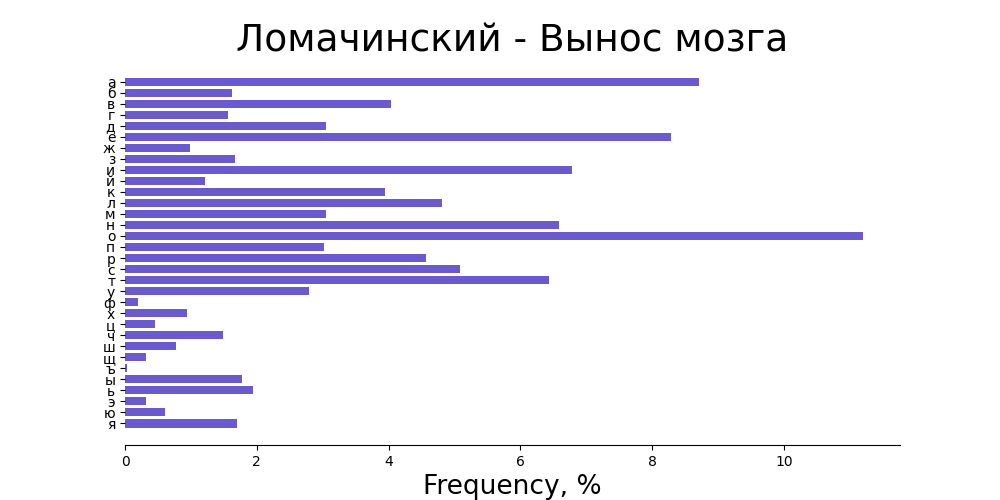 Ломачинский - Вынос мозга
а
б
в
г
д
е
ж
з
и
й
к
л
м
н
о
п
р
с
т
у
ф
х
ц
ч
ш
щ
ъ
ы
ь
э
ю
я
0 2 4 6 8 10
Frequency, %